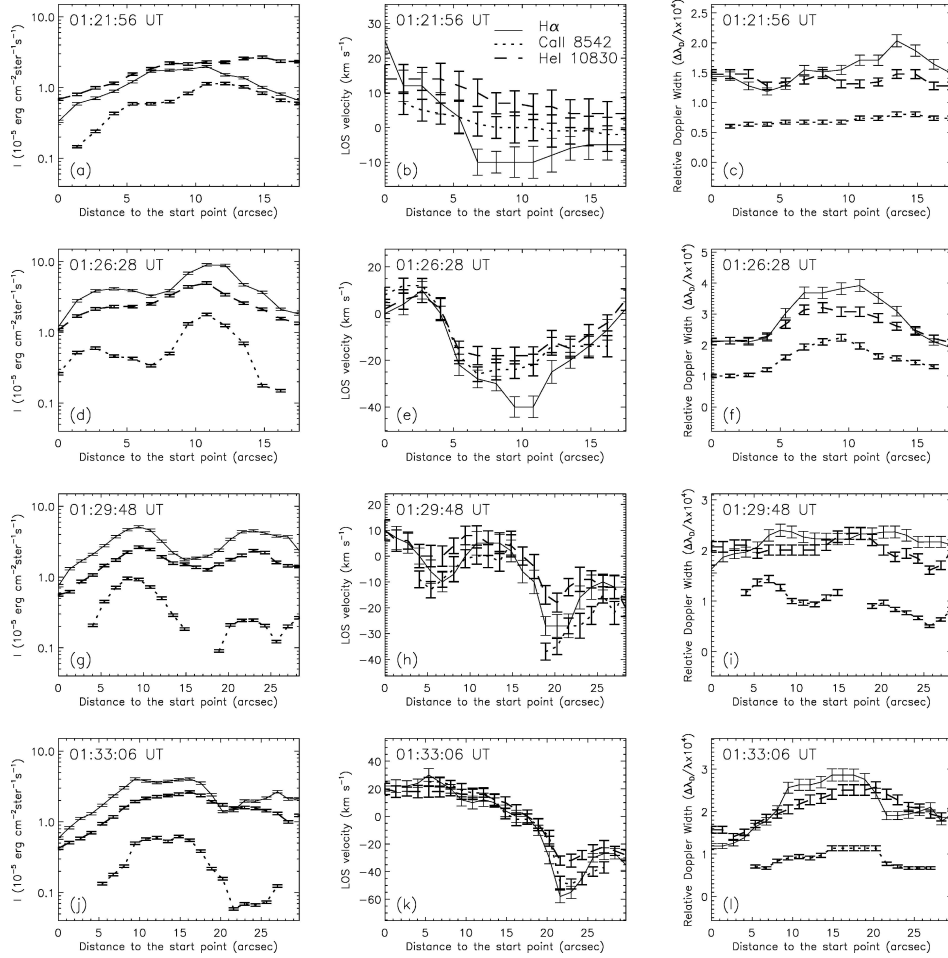 01:21:56 UT
I (10⁻⁵ erg cm⁻²ster⁻¹s⁻¹)
10.0
1.0
0.1
(a)
0 5 10 15
Distance to the start point (arcsec)
01:21:56 UT
Hα
CaII 8542
HeI 10830
LOS velocity (km s⁻¹)
30
20
10
0
-10
(b)
0 5 10 15
Distance to the start point (arcsec)
01:21:56 UT
Relative Doppler Width (Δλ_D/λx10⁴)
2.5
2.0
1.5
1.0
0.5
0.0
(c)
0 5 10 15
Distance to the start point (arcsec)
01:26:28 UT
I (10⁻⁵ erg cm⁻²ster⁻¹s⁻¹)
10.0
1.0
0.1
(d)
0 5 10 15
Distance to the start point (arcsec)
01:26:28 UT
LOS velocity (km s⁻¹)
20
0
-20
-40
(e)
0 5 10 15
Distance to the start point (arcsec)
01:26:28 UT
Relative Doppler Width (Δλ_D/λx10⁴)
5
4
3
2
1
0
(f)
0 5 10 15
Distance to the start point (arcsec)
01:29:48 UT
I (10⁻⁵ erg cm⁻²ster⁻¹s⁻¹)
10.0
1.0
0.1
(g)
0 5 10 15 20 25
Distance to the start point (arcsec)
01:29:48 UT
LOS velocity (km s⁻¹)
20
10
0
-10
-20
-30
-40
(h)
0 5 10 15 20 25
Distance to the start point (arcsec)
01:29:48 UT
Relative Doppler Width (Δλ_D/λx10⁴)
3
2
1
0
(i)
0 5 10 15 20 25
Distance to the start point (arcsec)
01:33:06 UT
I (10⁻⁵ erg cm⁻²ster⁻¹s⁻¹)
10.0
1.0
0.1
(j)
0 5 10 15 20 25
Distance to the start point (arcsec)
01:33:06 UT
LOS velocity (km s⁻¹)
40
20
0
-20
-40
-60
(k)
0 5 10 15 20 25
Distance to the start point (arcsec)
01:33:06 UT
Relative Doppler Width (Δλ_D/λx10⁴)
3
2
1
0
(l)
0 5 10 15 20 25
Distance to the start point (arcsec)